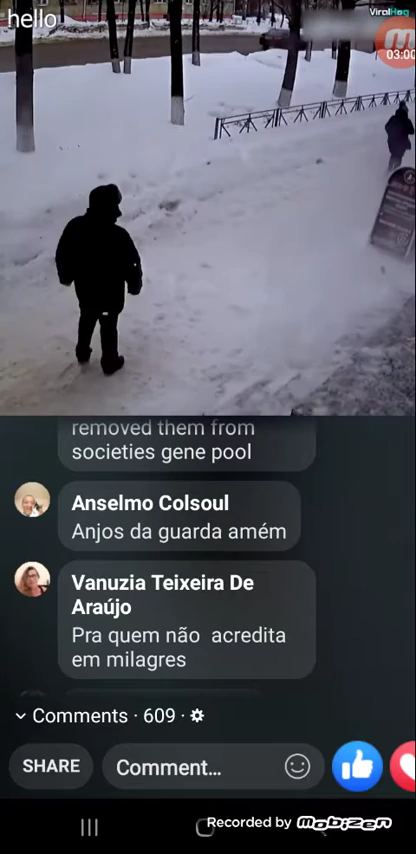 hello
ViralHog
03:00
removed them from
societies gene pool
Anselmo Colsoul
Anjos da guarda amém
Vanuzia Teixeira De
Araújo
Pra quem não acredita
em milagres
Comments · 609 ·
SHARE
Comment...
Recorded by mobizen